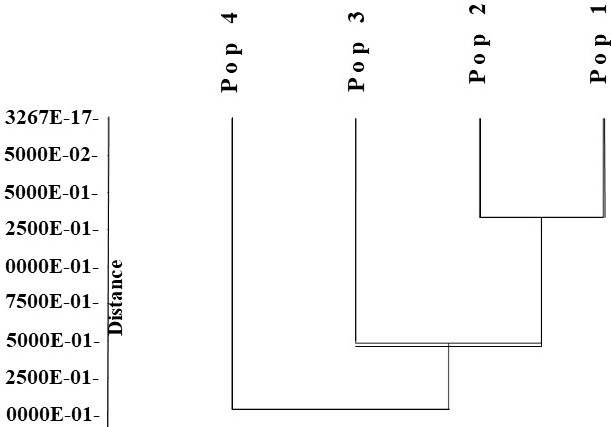 Pop 4
Pop 3
Pop 2
Pop 1
3267E-17-
5000E-02-
5000E-01-
2500E-01-
0000E-01-
7500E-01-
5000E-01-
2500E-01-
0000E-01-
Distance